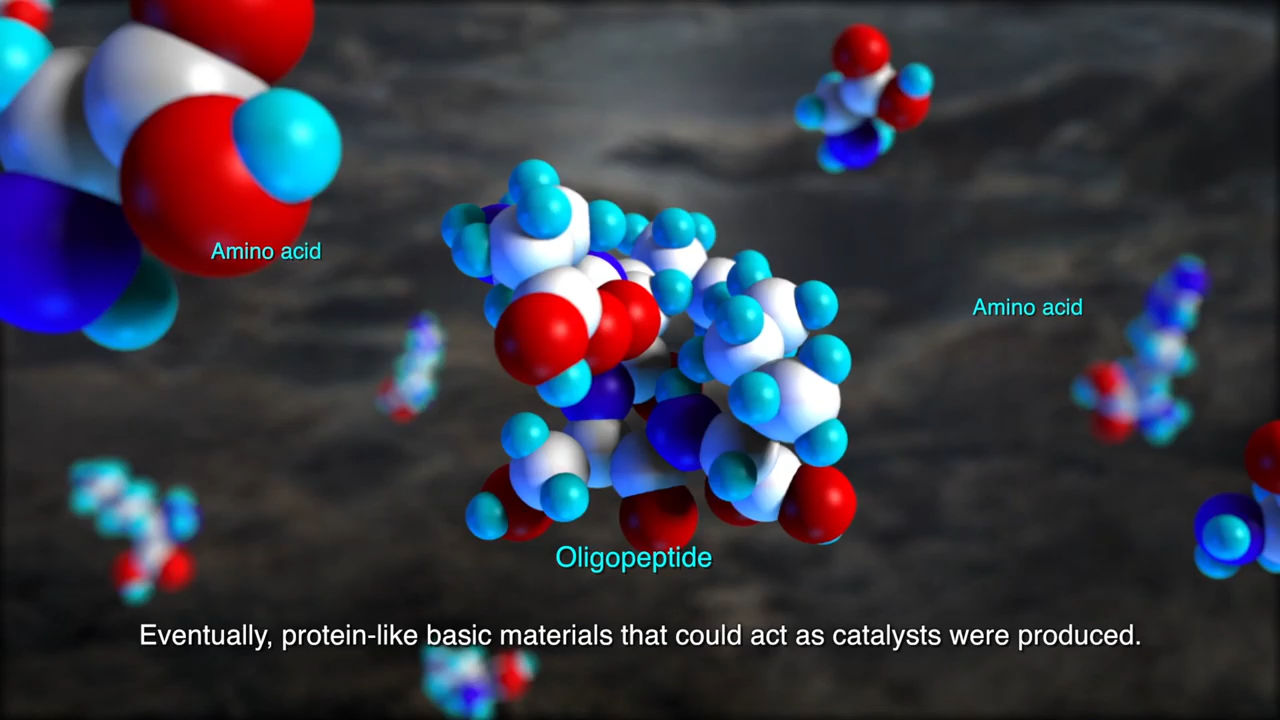 Amino acid
Amino acid
Oligopeptide
Eventually, protein-like basic materials that could act as catalysts were produced.